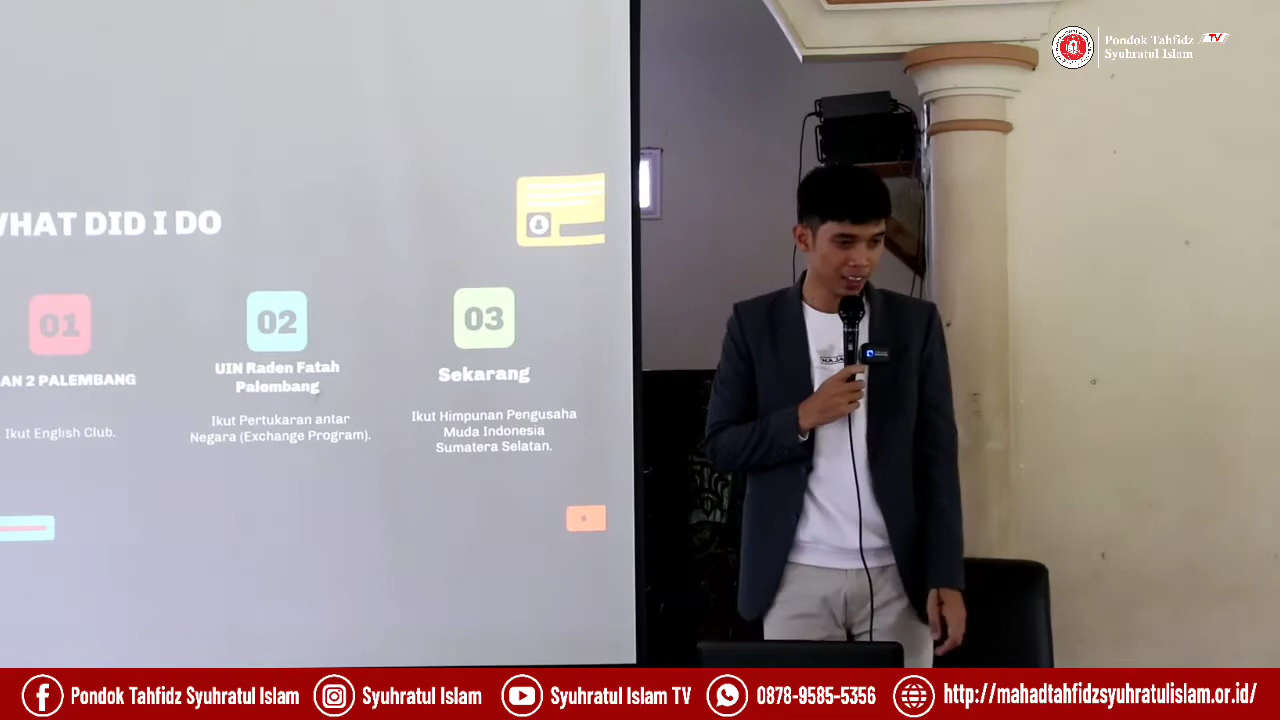 Pondok Tahfidz TV
Syuhratul Islam
WHAT DID I DO
01
AN 2 PALEMBANG
Ikut English Club.
02
UIN Raden Fatah
Palembang
Ikut Pertukaran antar
Negara (Exchange Program).
03
Sekarang
Ikut Himpunan Pengusaha
Muda Indonesia
Sumatera Selatan.
Pondok Tahfidz Syuhratul Islam
Syuhratul Islam
Syuhratul Islam TV
0878-9585-5356
http://mahadtahfidzsyuhratulislam.or.id/